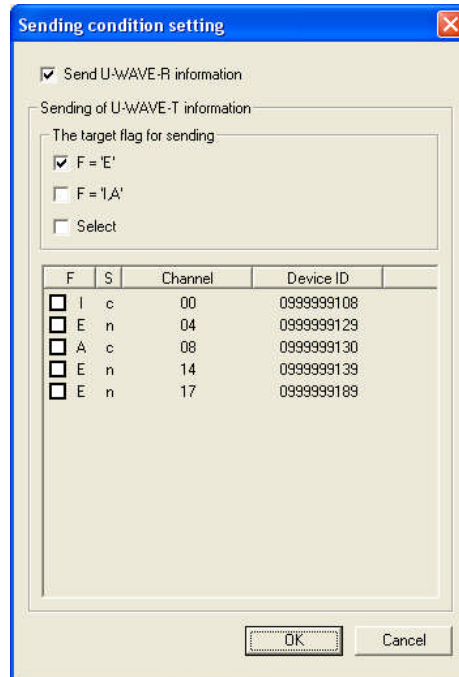 Sending condition setting
Send U-WAVE-R information
Sending of U-WAVE-T information
The target flag for sending
F = 'E'
F = 'I,A'
Select
F S Channel Device ID
I c 00 0999999108
E n 04 0999999129
A c 08 0999999130
E n 14 0999999139
E n 17 0999999189
OK Cancel